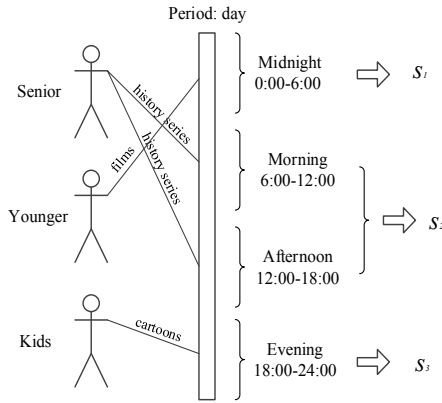 Period: day
Senior
history series
history series
films
Younger
cartoons
Kids
Midnight
0:00-6:00
S₁
Morning
6:00-12:00
Afternoon
12:00-18:00
S₂
Evening
18:00-24:00
S₃